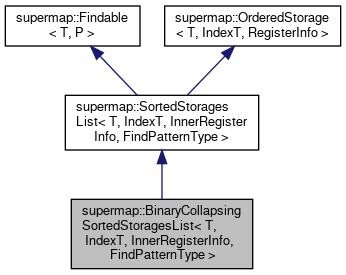 supermap::Findable
< T, P >
supermap::OrderedStorage
< T, IndexT, RegisterInfo >
supermap::SortedStorages
List< T, IndexT, InnerRegister
Info, FindPatternType >
supermap::BinaryCollapsing
SortedStoragesList< T,
IndexT, InnerRegisterInfo,
FindPatternType >